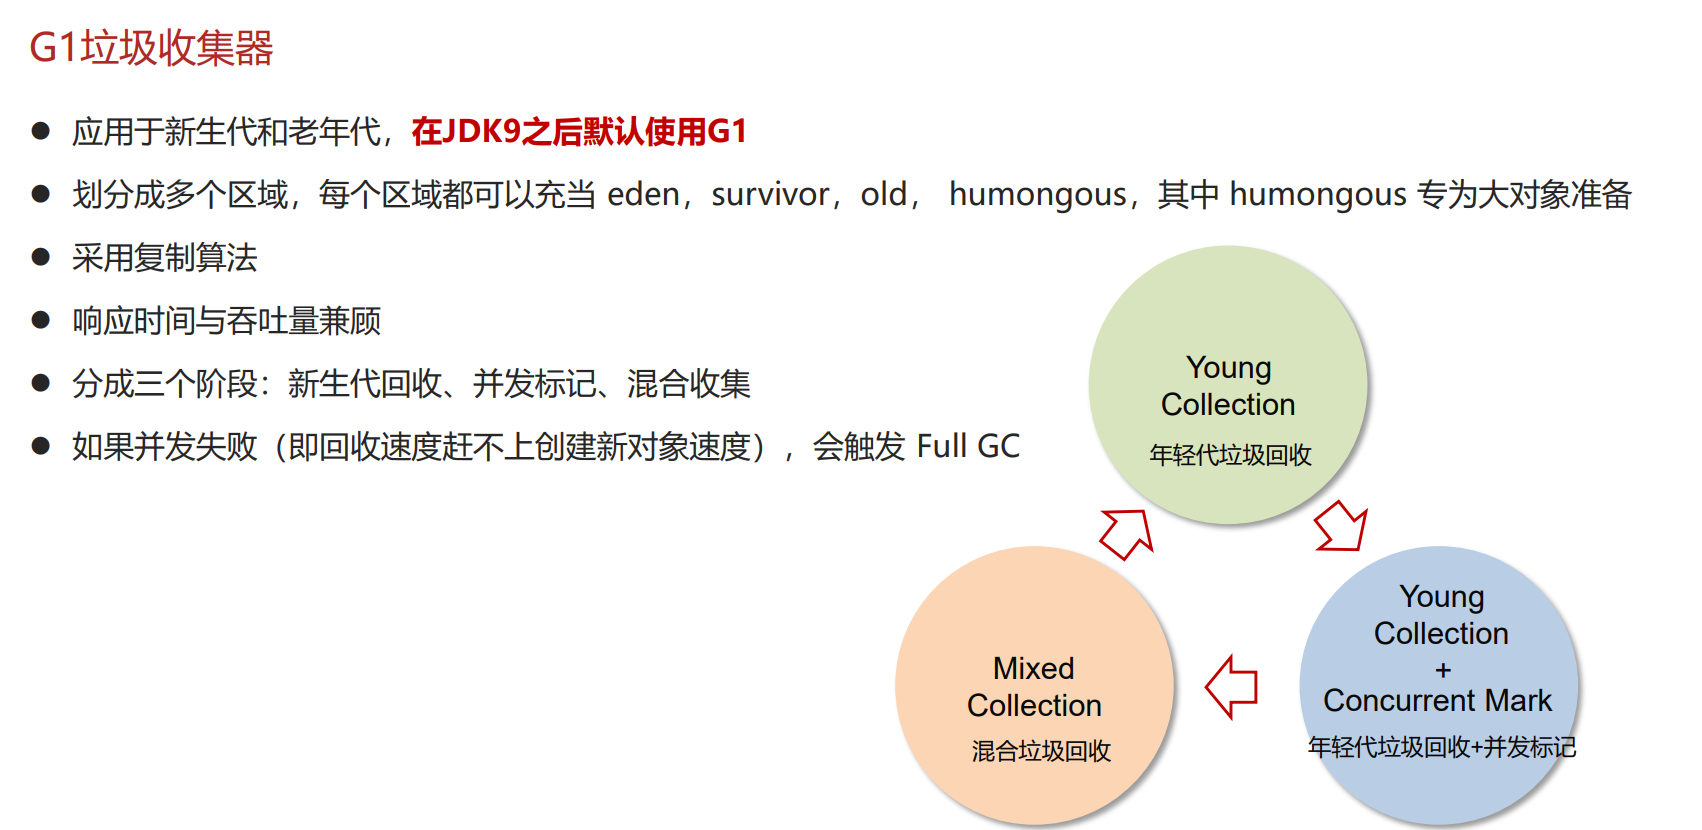 G1垃圾收集器
● 应用于新生代和老年代，在JDK9之后默认使用G1
● 划分成多个区域，每个区域都可以充当 eden，survivor，old， humongous，其中 humongous 专为大对象准备
● 采用复制算法
● 响应时间与吞吐量兼顾
● 分成三个阶段：新生代回收、并发标记、混合收集
● 如果并发失败（即回收速度赶不上创建新对象速度），会触发 Full GC
Young
Collection
年轻代垃圾回收
Young
Collection
+
Concurrent Mark
年轻代垃圾回收+并发标记
Mixed
Collection
混合垃圾回收